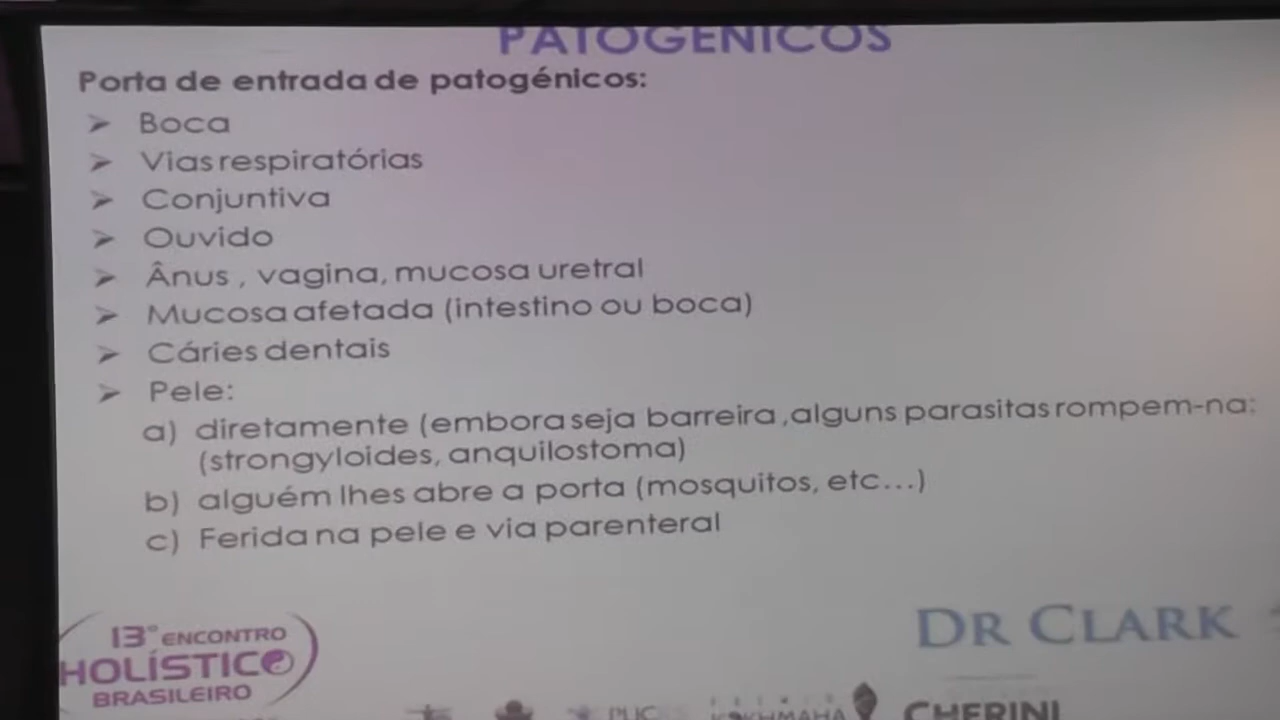 PATOGÊNICOS
Porta de entrada de patogénicos:
➢ Boca
➢ Vias respiratórias
➢ Conjuntiva
➢ Ouvido
➢ Ânus , vagina, mucosa uretral
➢ Mucosa afetada (intestino ou boca)
➢ Cáries dentais
➢ Pele:
a) diretamente (embora seja barreira ,alguns parasitas rompem-na:
(strongyloides, anquilostoma)
b) alguém lhes abre a porta (mosquitos, etc...)
c) Ferida na pele e via parenteral
13° ENCONTRO
HOLÍSTICO
BRASILEIRO
DR CLARK
CHERINI